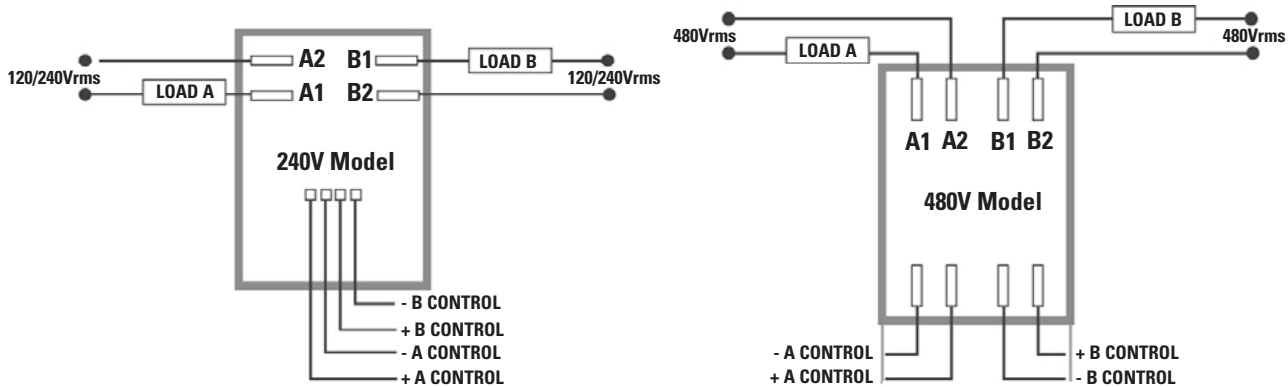 A2 B1 LOAD B
120/240Vrms 120/240Vrms
LOAD A A1 B2
240V Model
- B CONTROL
+ B CONTROL
- A CONTROL
+ A CONTROL
LOAD B
480Vrms 480Vrms
LOAD A
A1 A2 B1 B2
480V Model
- A CONTROL + B CONTROL
+ A CONTROL - B CONTROL